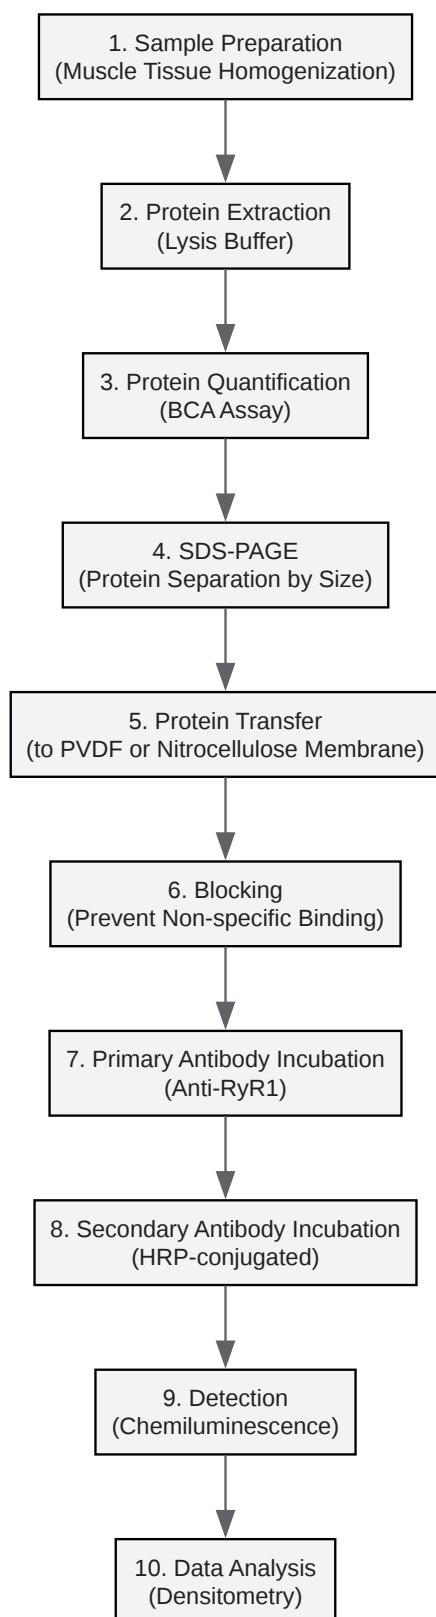 1. Sample Preparation
(Muscle Tissue Homogenization)
2. Protein Extraction
(Lysis Buffer)
3. Protein Quantification
(BCA Assay)
4. SDS-PAGE
(Protein Separation by Size)
5. Protein Transfer
(to PVDF or Nitrocellulose Membrane)
6. Blocking
(Prevent Non-specific Binding)
7. Primary Antibody Incubation
(Anti-RyR1)
8. Secondary Antibody Incubation
(HRP-conjugated)
9. Detection
(Chemiluminescence)
10. Data Analysis
(Densitometry)